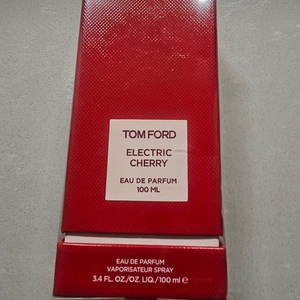 TOM FORD
ELECTRIC
CHERRY
EAU DE PARFUM
100 ML
EAU DE PARFUM
VAPORISATEUR SPRAY
3.4 FL. OZ./OZ. LIQ./100 ml e